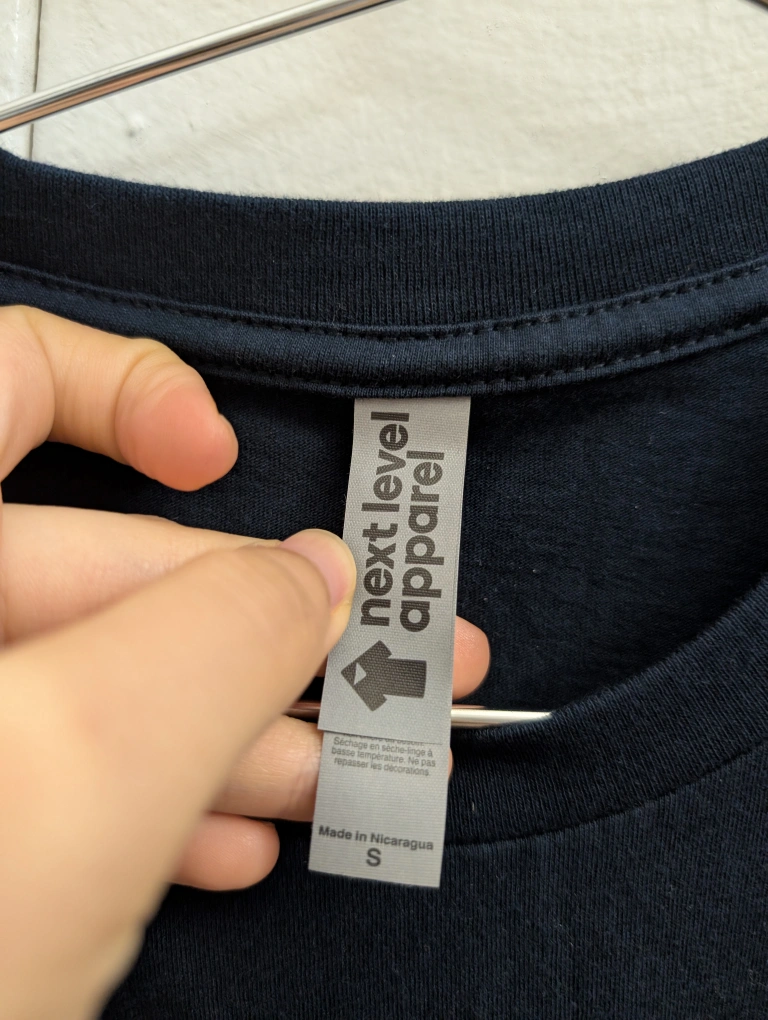 next level
apparel
Séchage en sèche-linge à
basse température. Ne pas
repasser les décorations.
Made in Nicaragua
S